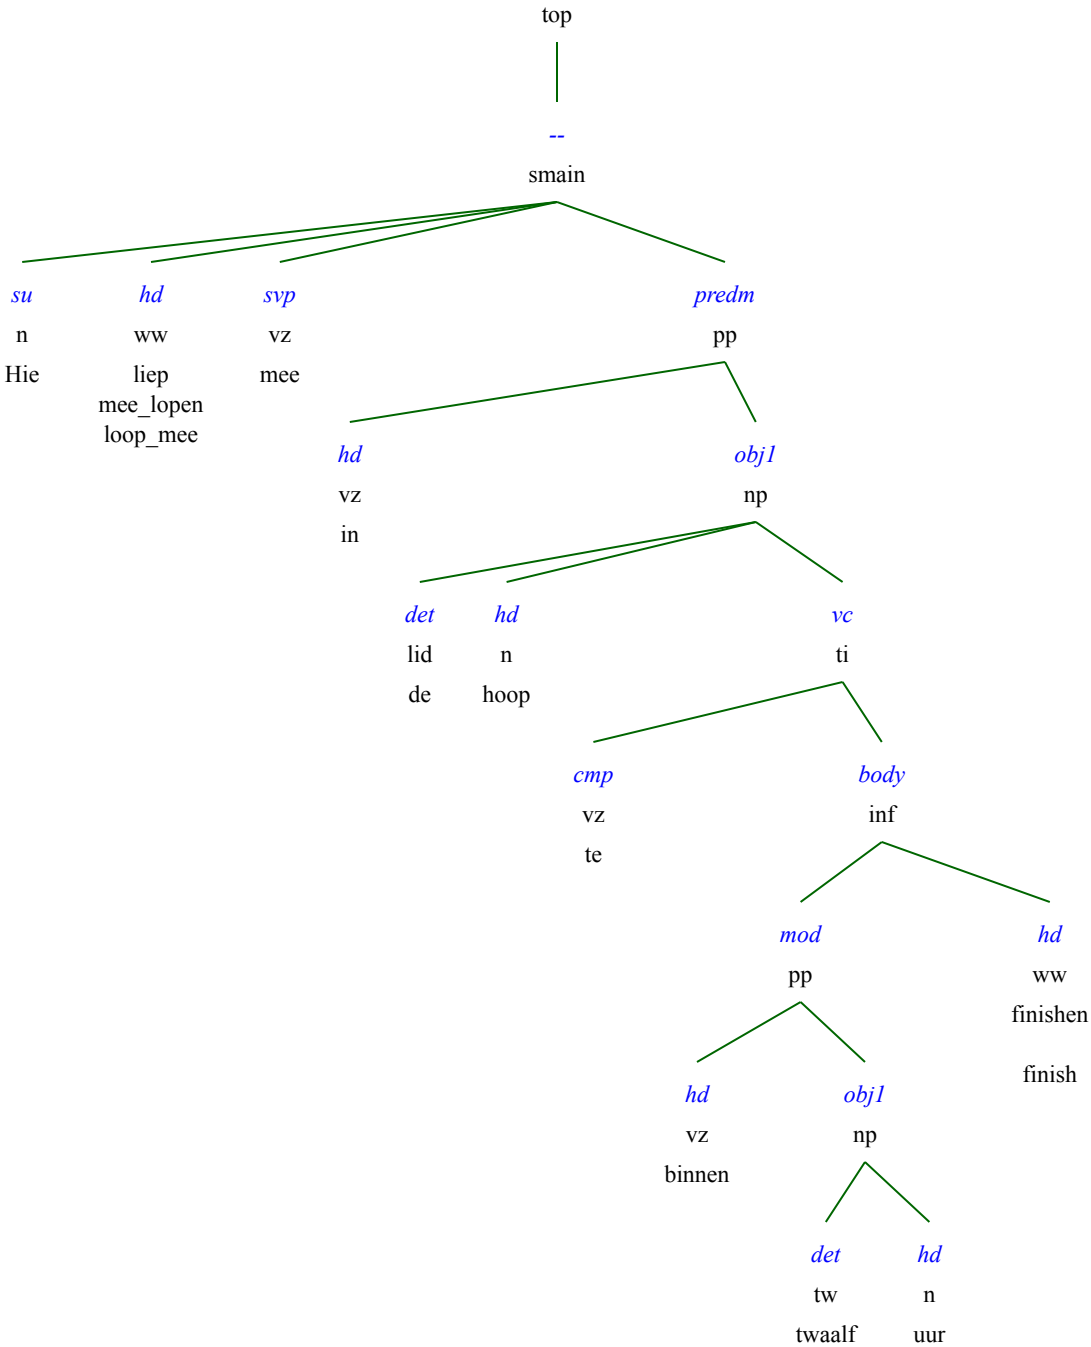 top
--
smain
su hd svp predm
n ww vz pp
Hie liep mee
mee_lopen
loop_mee
hd obj1
vz np
in
det hd vc
lid n ti
de hoop
cmp body
vz inf
te
mod hd
pp ww
finishen
finish
hd obj1
vz np
binnen
det hd
tw n
twaalf uur